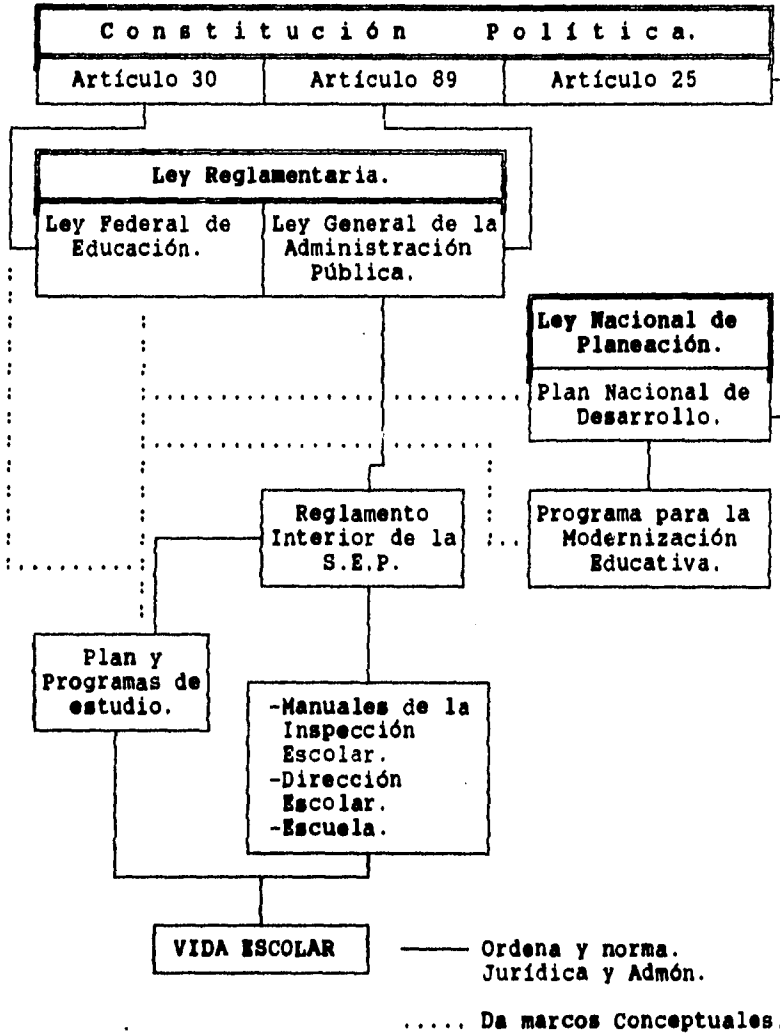 Constitución Política.
Artículo 30 Artículo 89 Artículo 25
Ley Reglamentaria.
Ley Federal de
Educación.
Ley General de la
Administración
Pública.
Ley Nacional de
Planeación.
Plan Nacional de
Desarrollo.
Reglamento
Interior de la
S.E.P.
Programa para la
Modernización
Educativa.
Plan y
Programas de
estudio.
-Manuales de la
Inspección
Escolar.
-Dirección
Escolar.
-Escuela.
VIDA ESCOLAR
Ordena y norma.
Jurídica y Admón.
..... Da marcos Conceptuales.